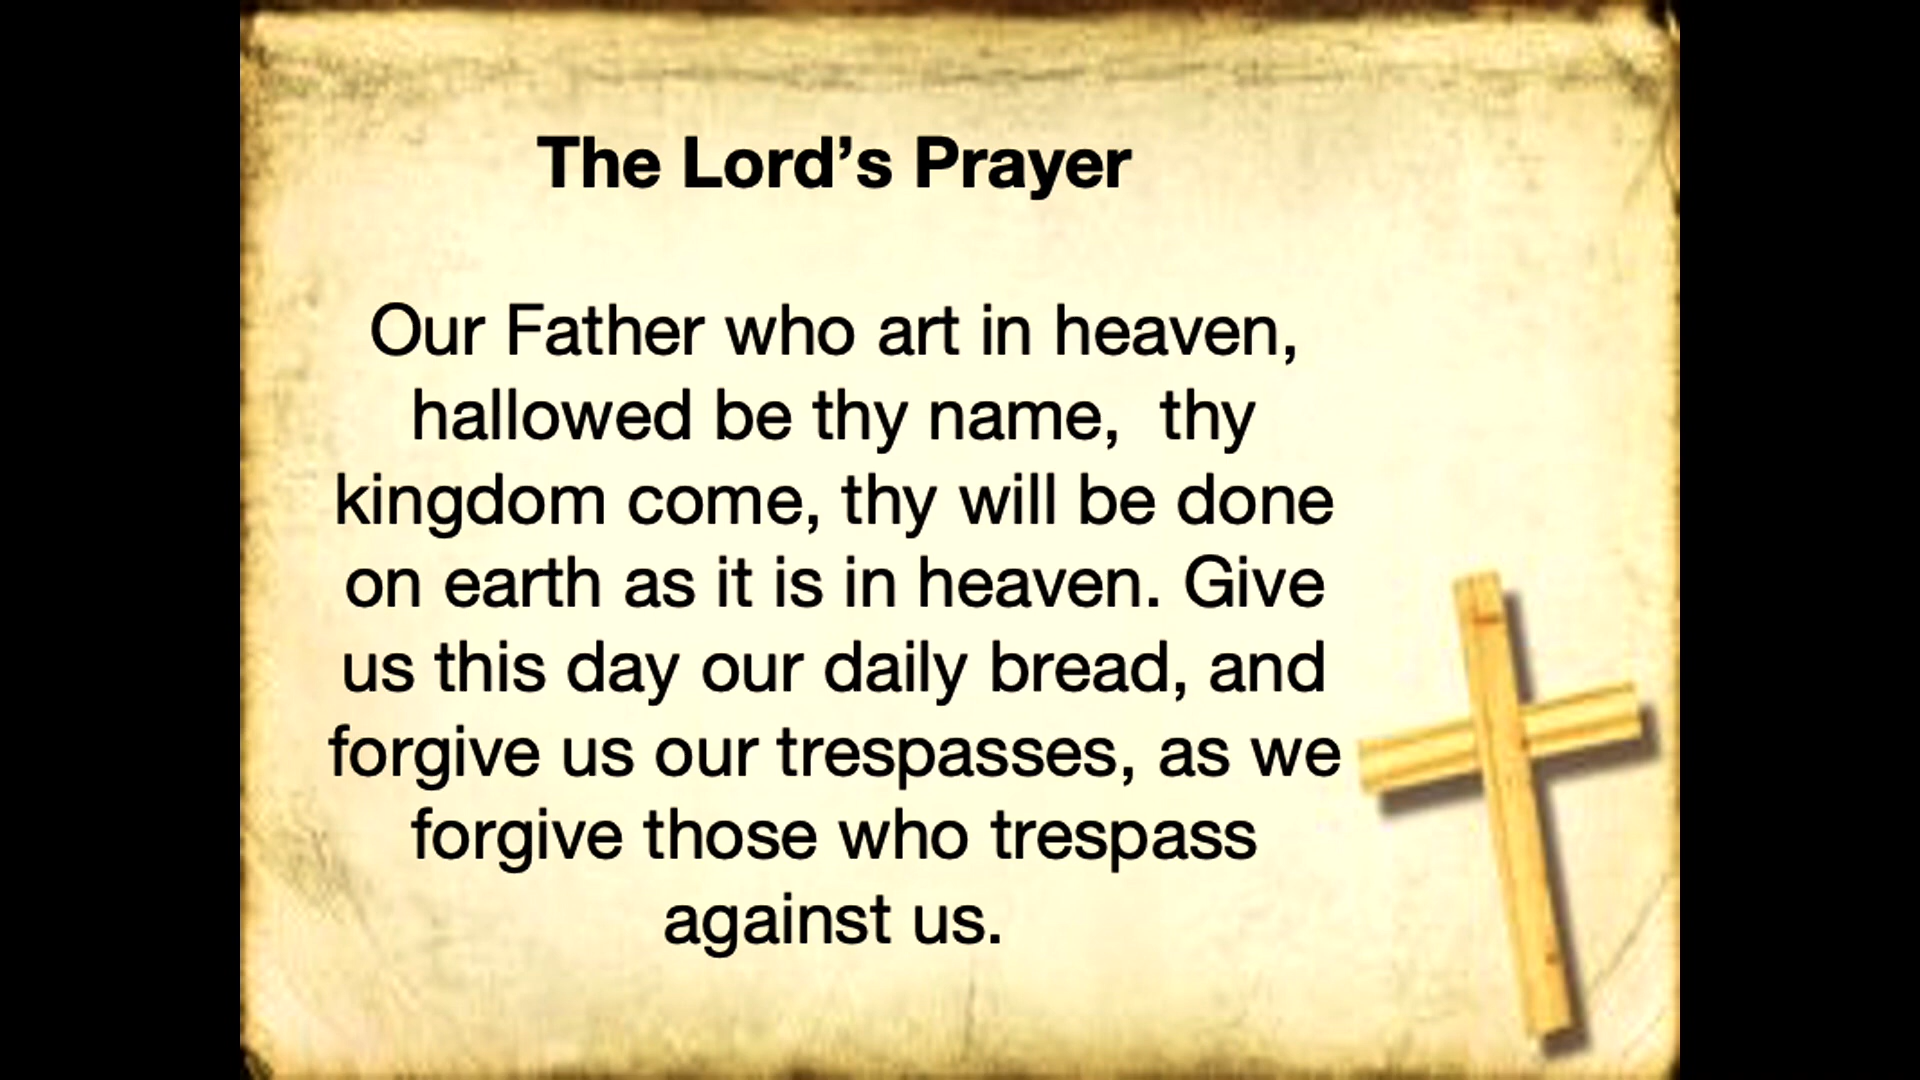 The Lord’s Prayer
Our Father who art in heaven,
hallowed be thy name,  thy
kingdom come, thy will be done
on earth as it is in heaven. Give
us this day our daily bread, and
forgive us our trespasses, as we
forgive those who trespass
against us.